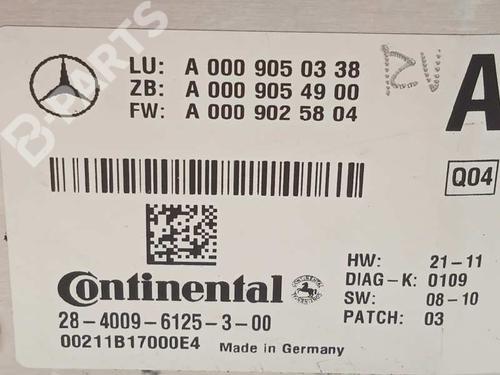 B-PARTS
LU: A 000 905 03 38
ZB: A 000 905 49 00
FW: A 000 902 58 04
A
Q04
Continental
CONTINENTAL
HW: 21-11
DIAG-K: 0109
SW: 08-10
PATCH: 03
28-4009-6125-3-00
00211B17000E4 Made in Germany